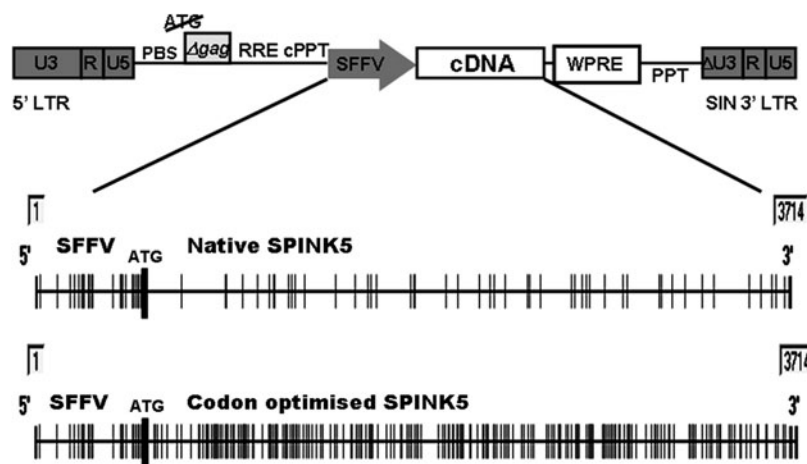 ATG
U3 R U5 PBS Δgag RRE cPPT SFFV cDNA WPRE PPT ΔU3 R U5
5' LTR SIN 3' LTR
1 3714
5' SFFV ATG Native SPINK5 3'
1 3714
5' SFFV ATG Codon optimised SPINK5 3'